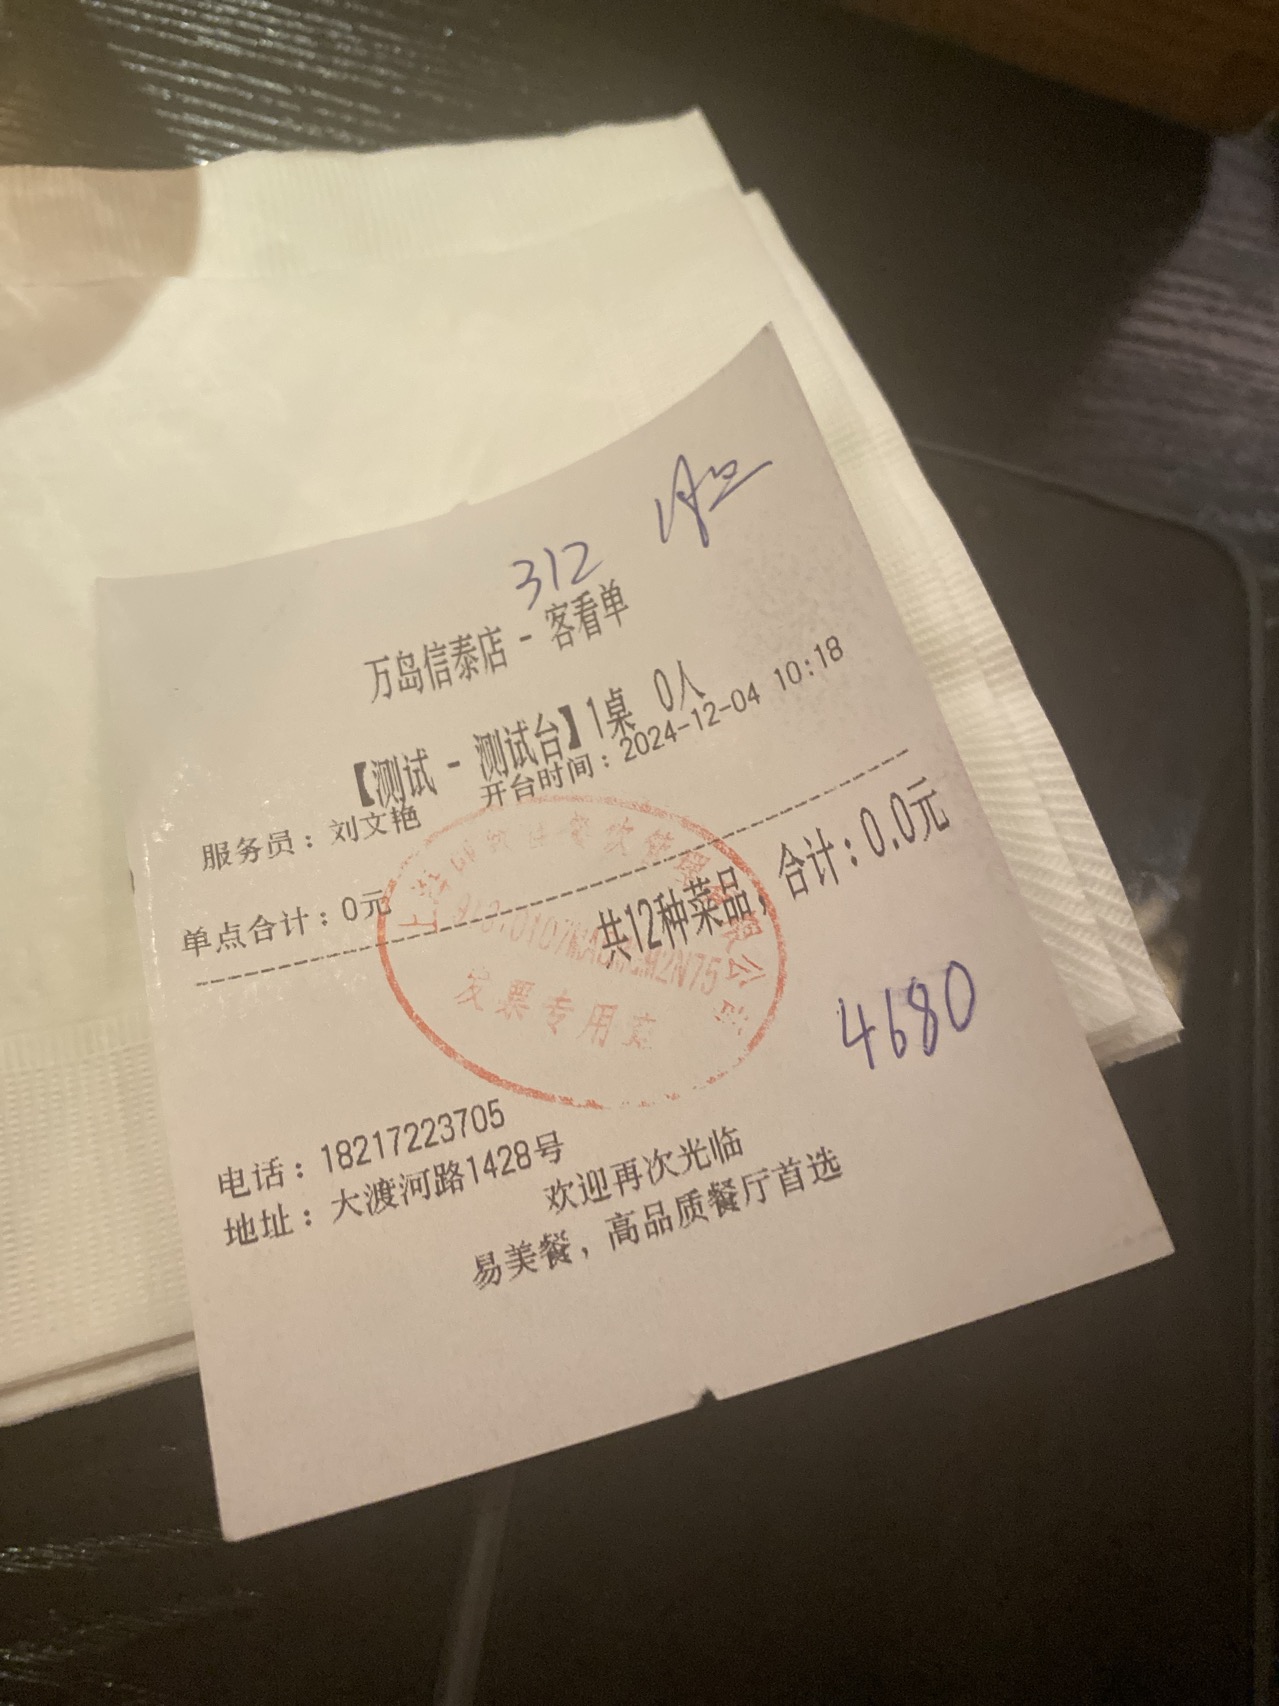 312
万岛信泰店 - 客看单
【测试 - 测试台】1桌 0人
服务员：刘文艳 开台时间：2024-12-04 10:18
单点合计：0元
共12种菜品，合计：0.0元
发票专用
4680
电话：18217223705
地址：大渡河路1428号
欢迎再次光临
易美餐，高品质餐厅首选